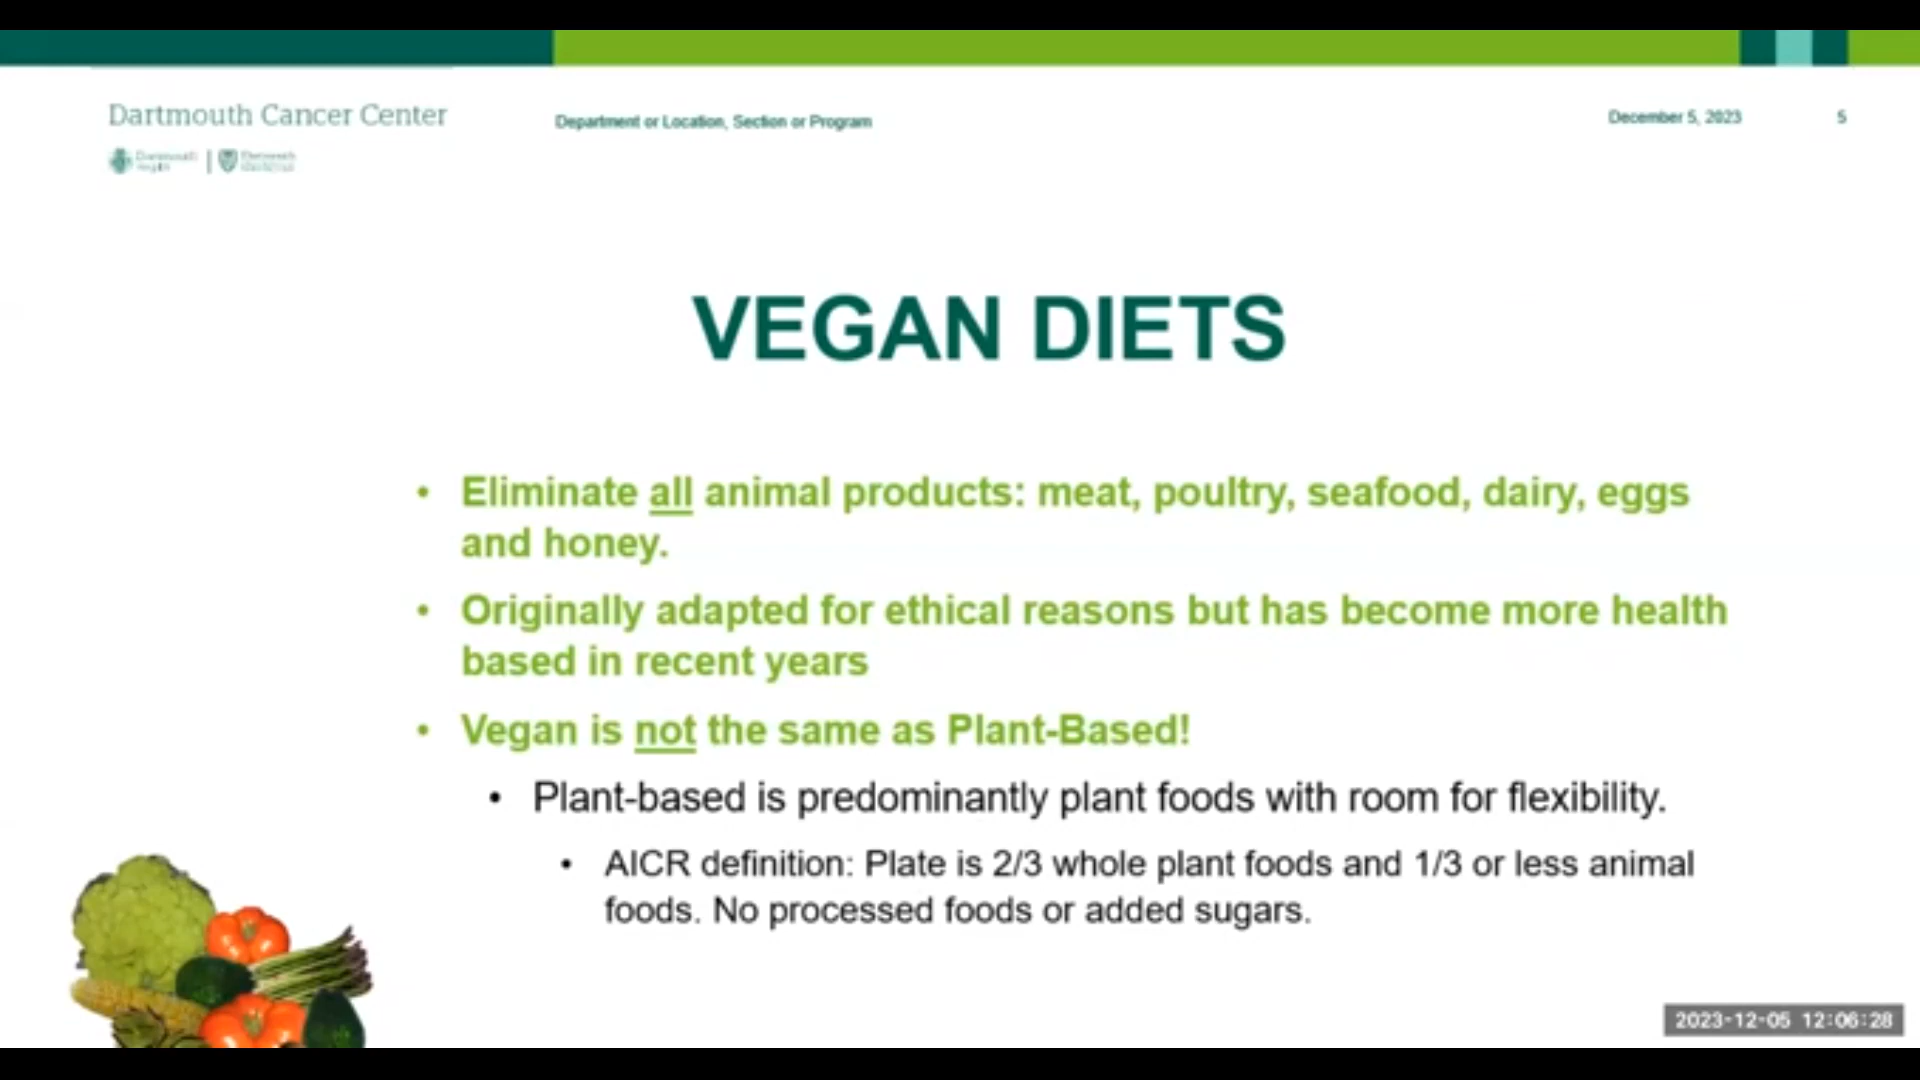 Dartmouth Cancer Center
Department or Location, Section or Program
December 5, 2023
5
Dartmouth
Health
VEGAN DIETS
• Eliminate all animal products: meat, poultry, seafood, dairy, eggs
and honey.
• Originally adapted for ethical reasons but has become more health
based in recent years
• Vegan is not the same as Plant-Based!
• Plant-based is predominantly plant foods with room for flexibility.
• AICR definition: Plate is 2/3 whole plant foods and 1/3 or less animal
foods. No processed foods or added sugars.
2023-12-05 12:06:28